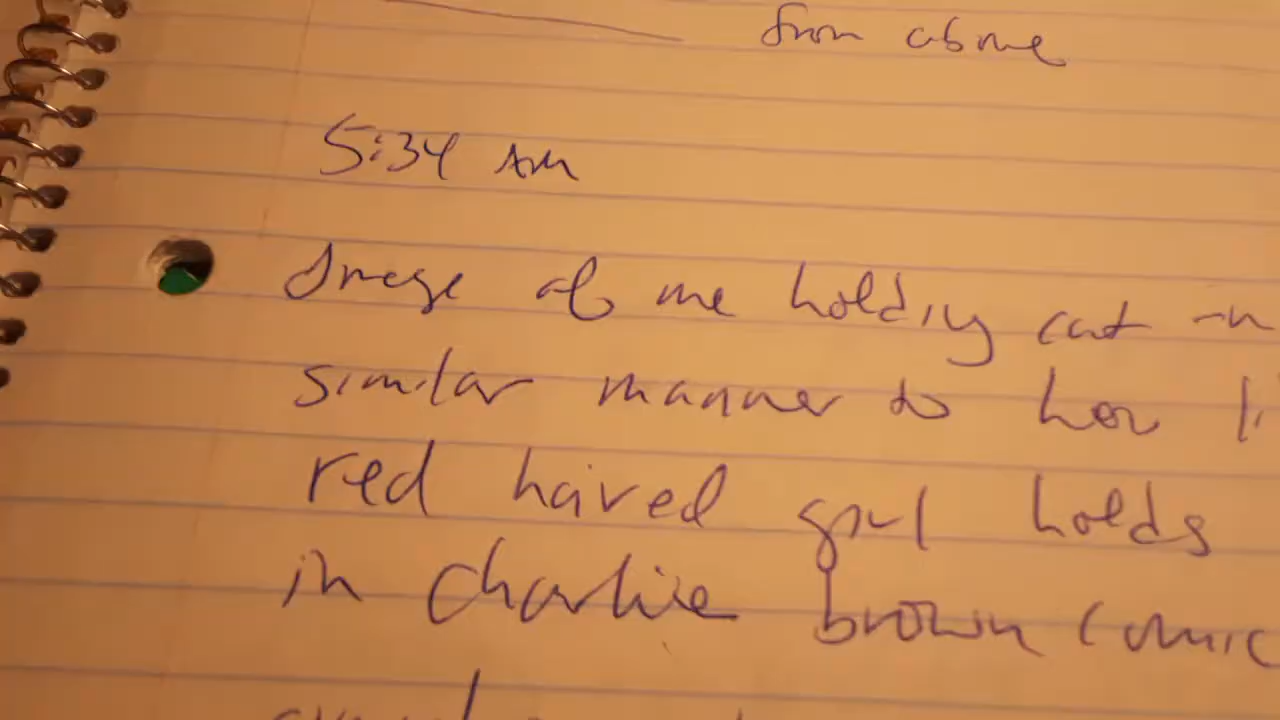 from above
5:34 AM
Image of me holding cat in
similar manner to how
red haired girl holds
in Charlie brown comic